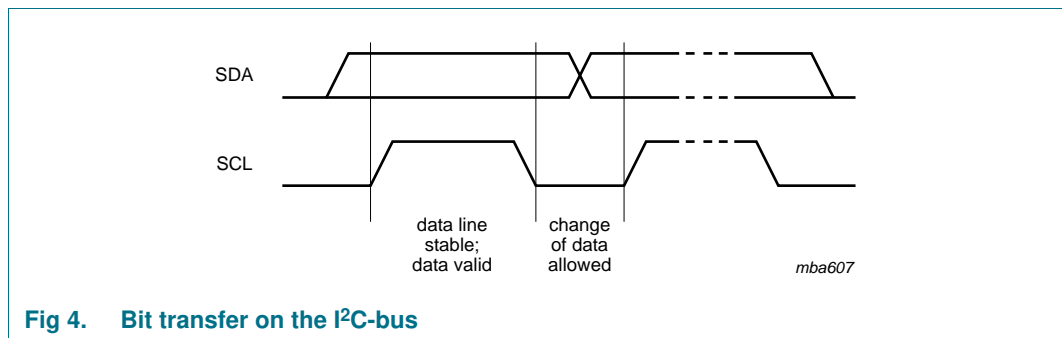 SDA
SCL
data line
stable;
data valid
change
of data
allowed
mba607
Fig 4. Bit transfer on the I²C-bus